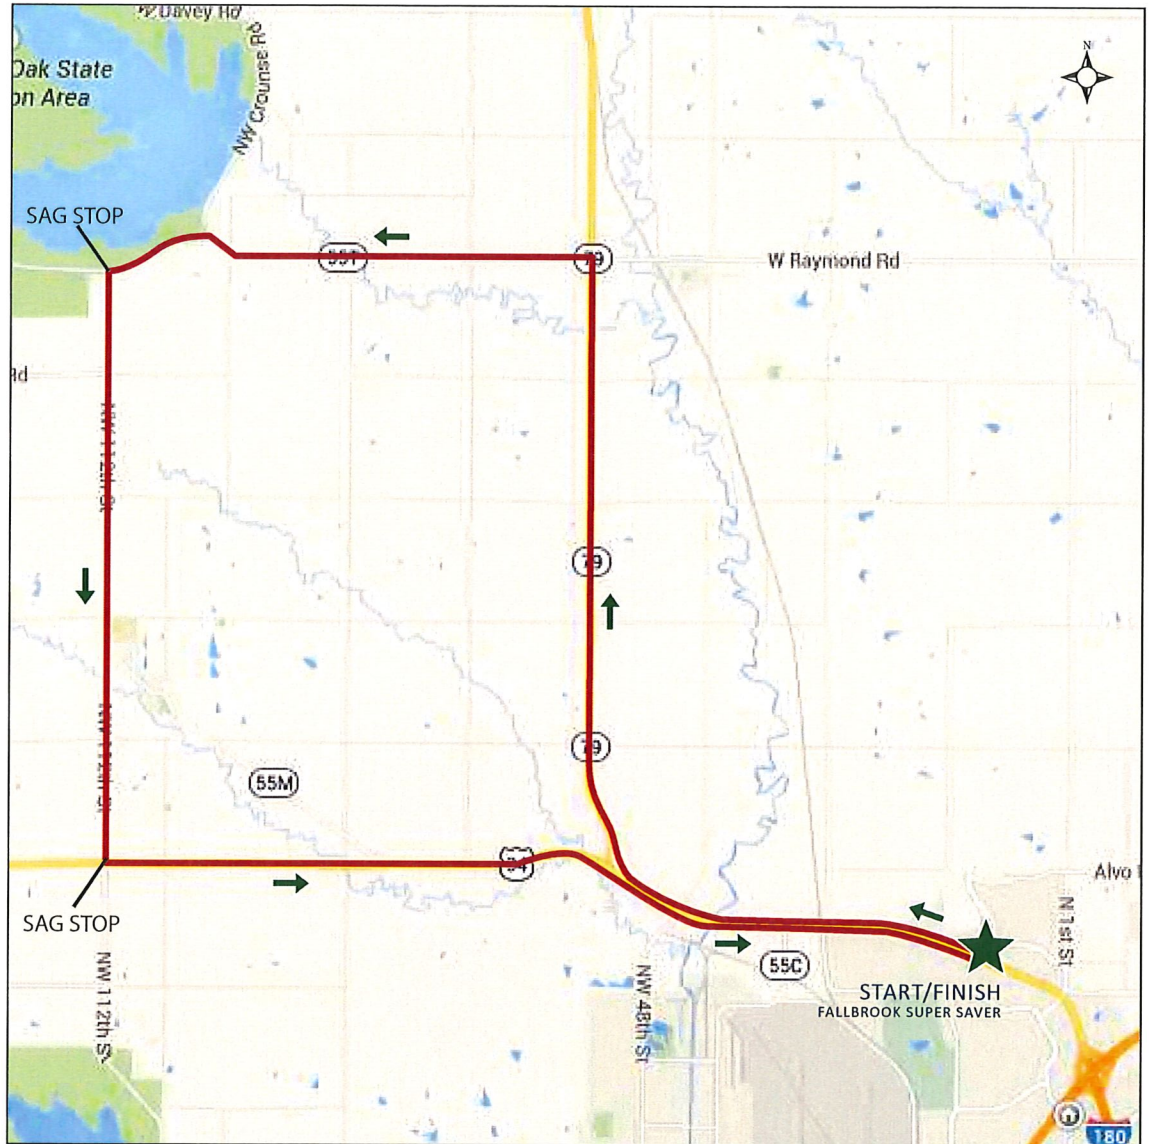 W Davey Rd
N
Oak State
on Area
NW Crounse Rd
SAG STOP
55T
79
W Raymond Rd
Rd
NW 112th St
79
79
NW 112th St
55M
34
Alvo
SAG STOP
N 1st St
NW 112th St
NW 48th St
55C
START/FINISH
FALLBROOK SUPER SAVER
180